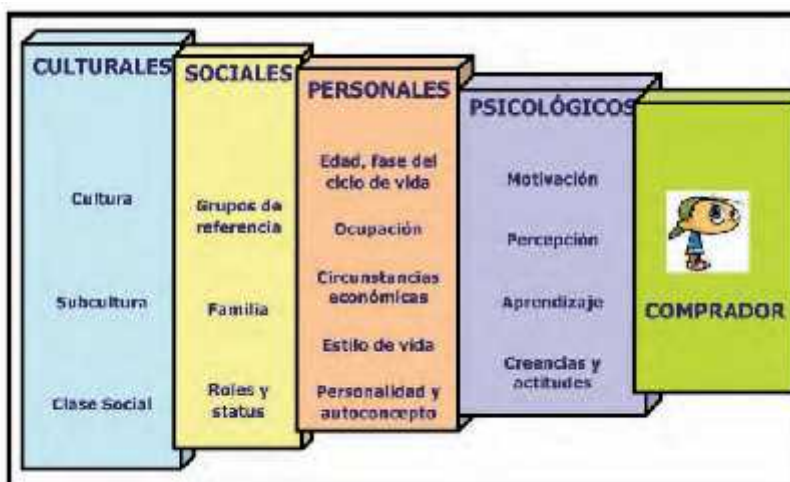 CULTURALES
Cultura
Subcultura
Clase Social
SOCIALES
Grupos de
referencia
Familia
Roles y
status
PERSONALES
Edad, fase del
ciclo de vida
Ocupación
Circunstancias
económicas
Estilo de vida
Personalidad y
autoconcepto
PSICOLÓGICOS
Motivación
Percepción
Aprendizaje
Creencias y
actitudes
COMPRADOR